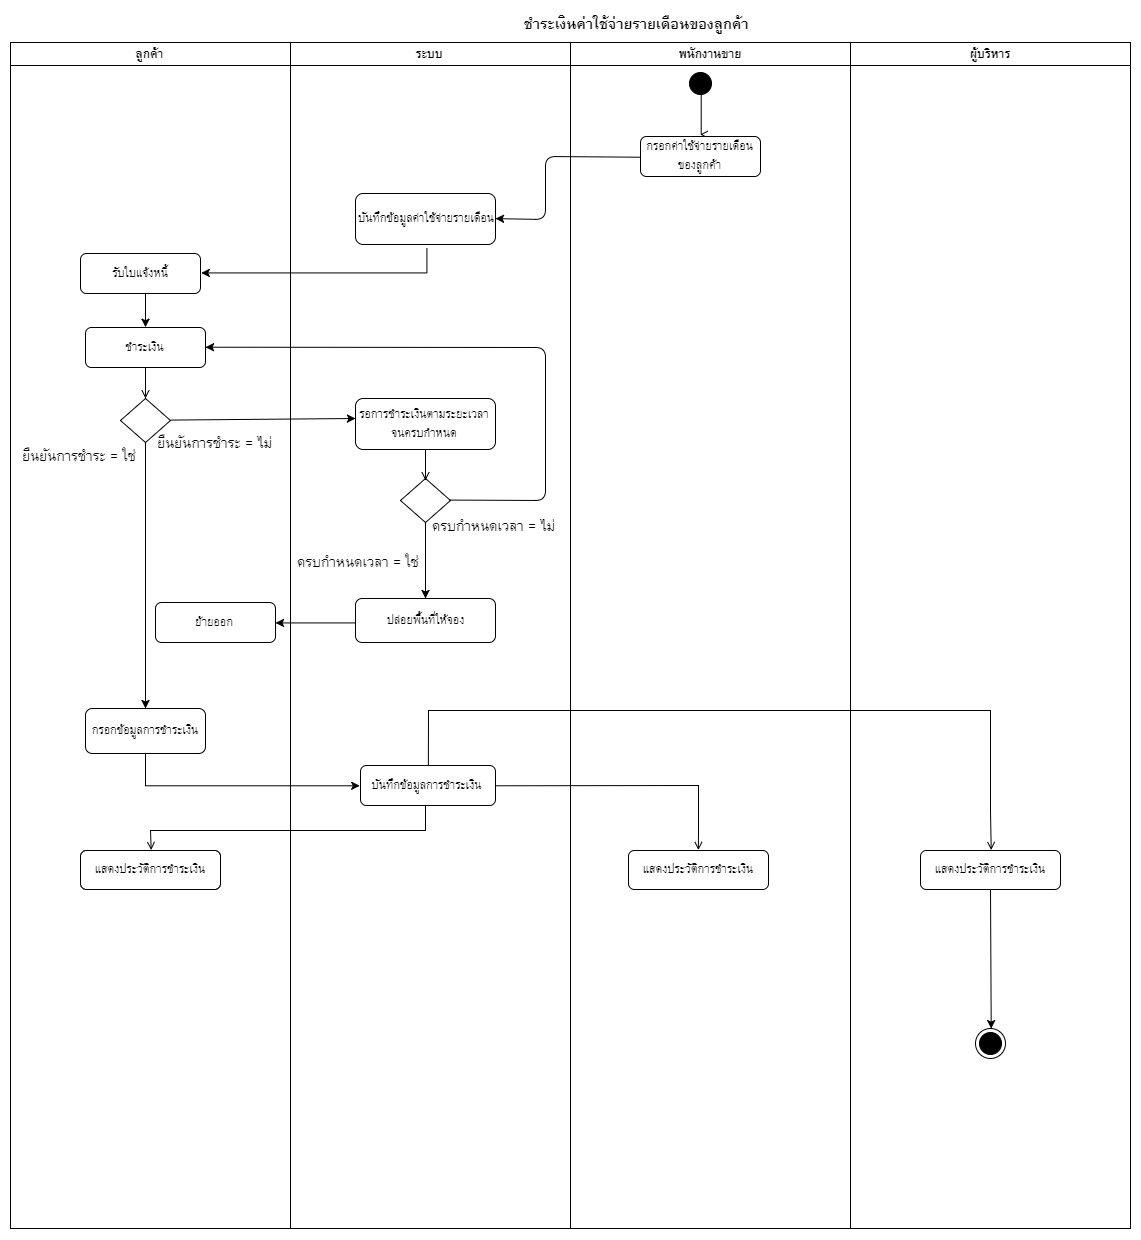 ชำระเงินค่าใช้จ่ายรายเดือนของลูกค้า
ลูกค้า
ระบบ
พนักงานขาย
ผู้บริหาร
กรอกค่าใช้จ่ายรายเดือน
ของลูกค้า
บันทึกข้อมูลค่าใช้จ่ายรายเดือน
รับใบแจ้งหนี้
ชำระเงิน
รอการชำระเงินตามระยะเวลา
จนครบกำหนด
ยืนยันการชำระ = ไม่
ยืนยันการชำระ = ใช่
ครบกำหนดเวลา = ไม่
ครบกำหนดเวลา = ใช่
ย้ายออก
ปล่อยพื้นที่ให้จอง
กรอกข้อมูลการชำระเงิน
บันทึกข้อมูลการชำระเงิน
แสดงประวัติการชำระเงิน
แสดงประวัติการชำระเงิน
แสดงประวัติการชำระเงิน